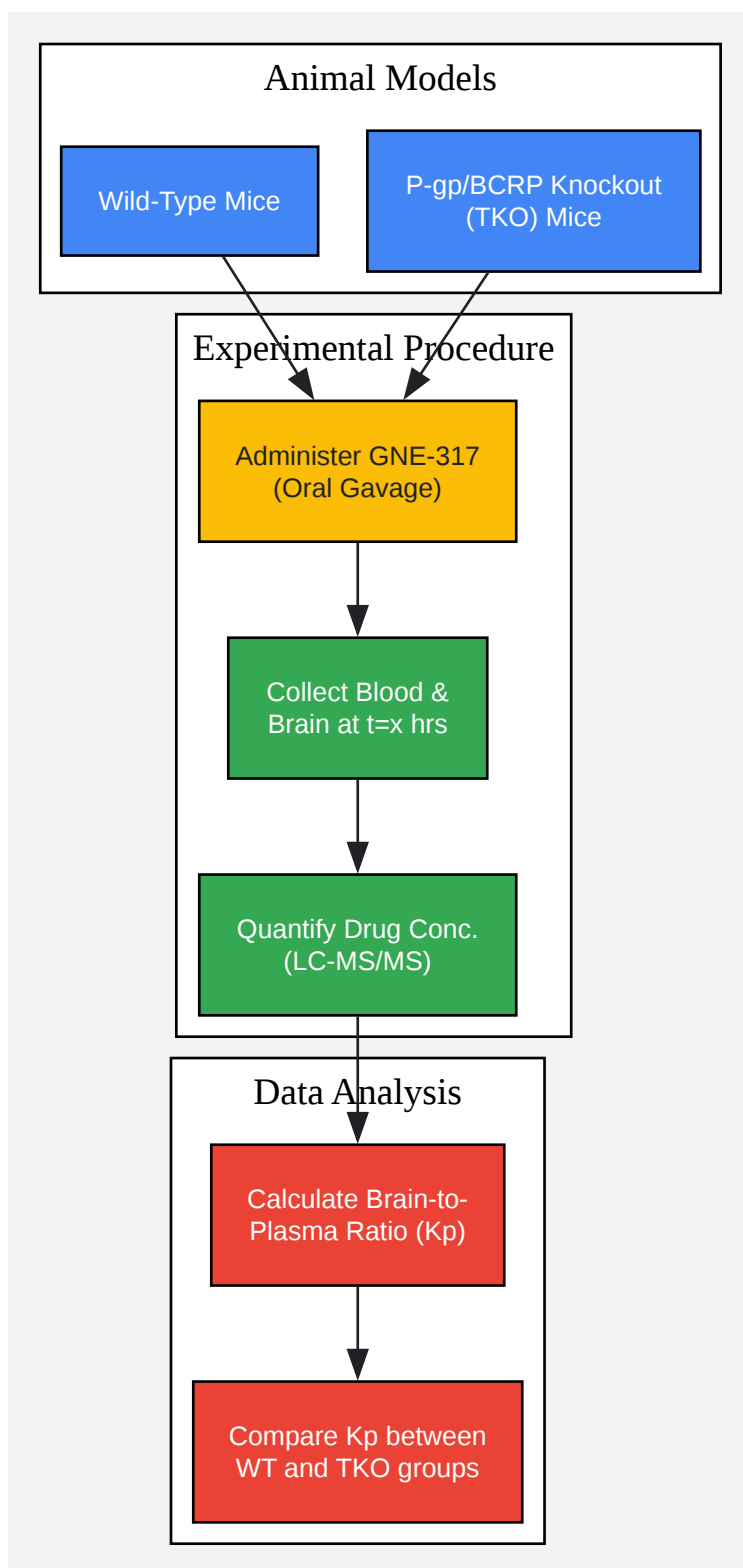 Animal Models
Wild-Type Mice
P-gp/BCRP Knockout
(TKO) Mice
Experimental Procedure
Administer GNE-317
(Oral Gavage)
Collect Blood &
Brain at t=x hrs
Quantify Drug Conc.
(LC-MS/MS)
Data Analysis
Calculate Brain-to-
Plasma Ratio (Kp)
Compare Kp between
WT and TKO groups